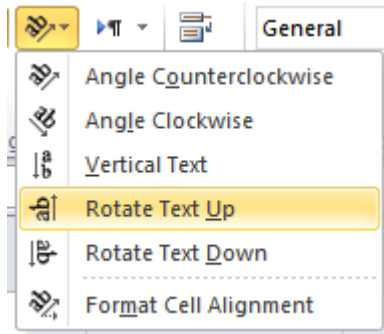 General
Angle Counterclockwise
Angle Clockwise
Vertical Text
Rotate Text Up
Rotate Text Down
Format Cell Alignment